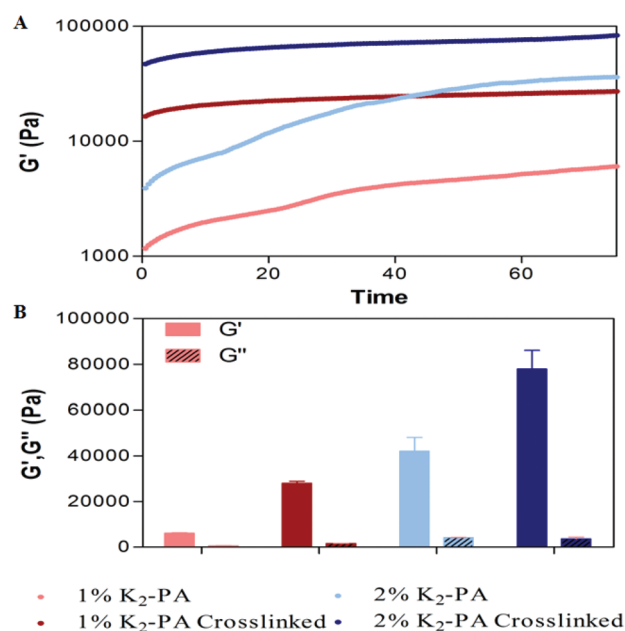 A
100000
10000
1000
G' (Pa)
0
20
40
60
Time
B
100000
80000
60000
40000
20000
0
G',G" (Pa)
G'
G"
1% K₂-PA
2% K₂-PA
1% K₂-PA Crosslinked
2% K₂-PA Crosslinked